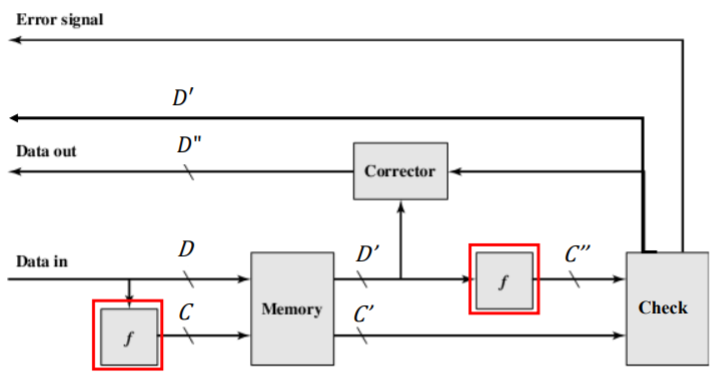 Error signal
D′
Data out
D"
Corrector
Data in
D
D’
C”
f
Memory
C
C’
f
Check